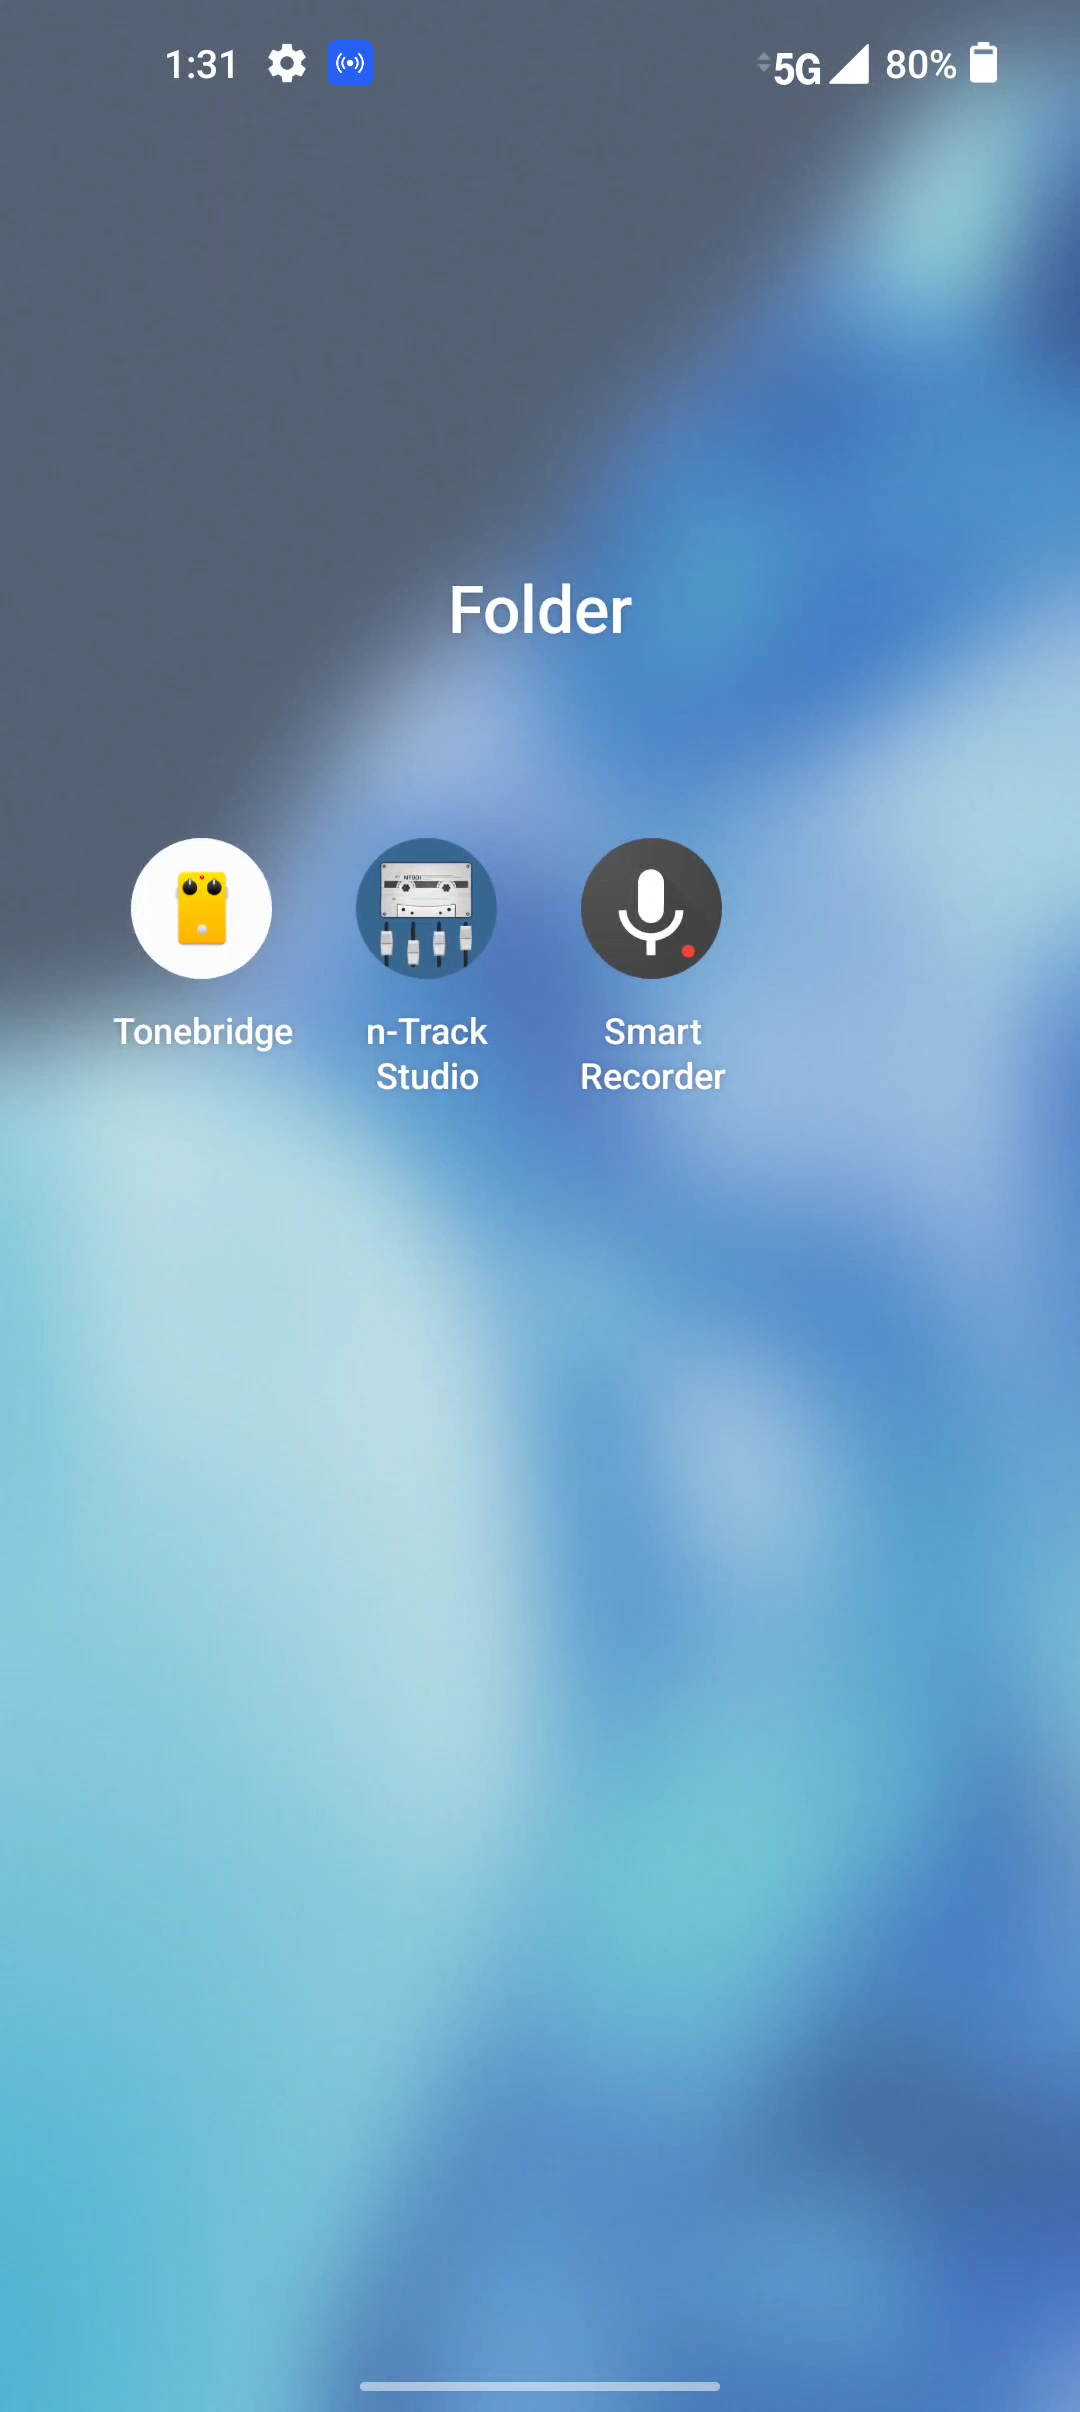 1:31 5G 80%
Folder
Tonebridge
n-Track
Studio
Smart
Recorder